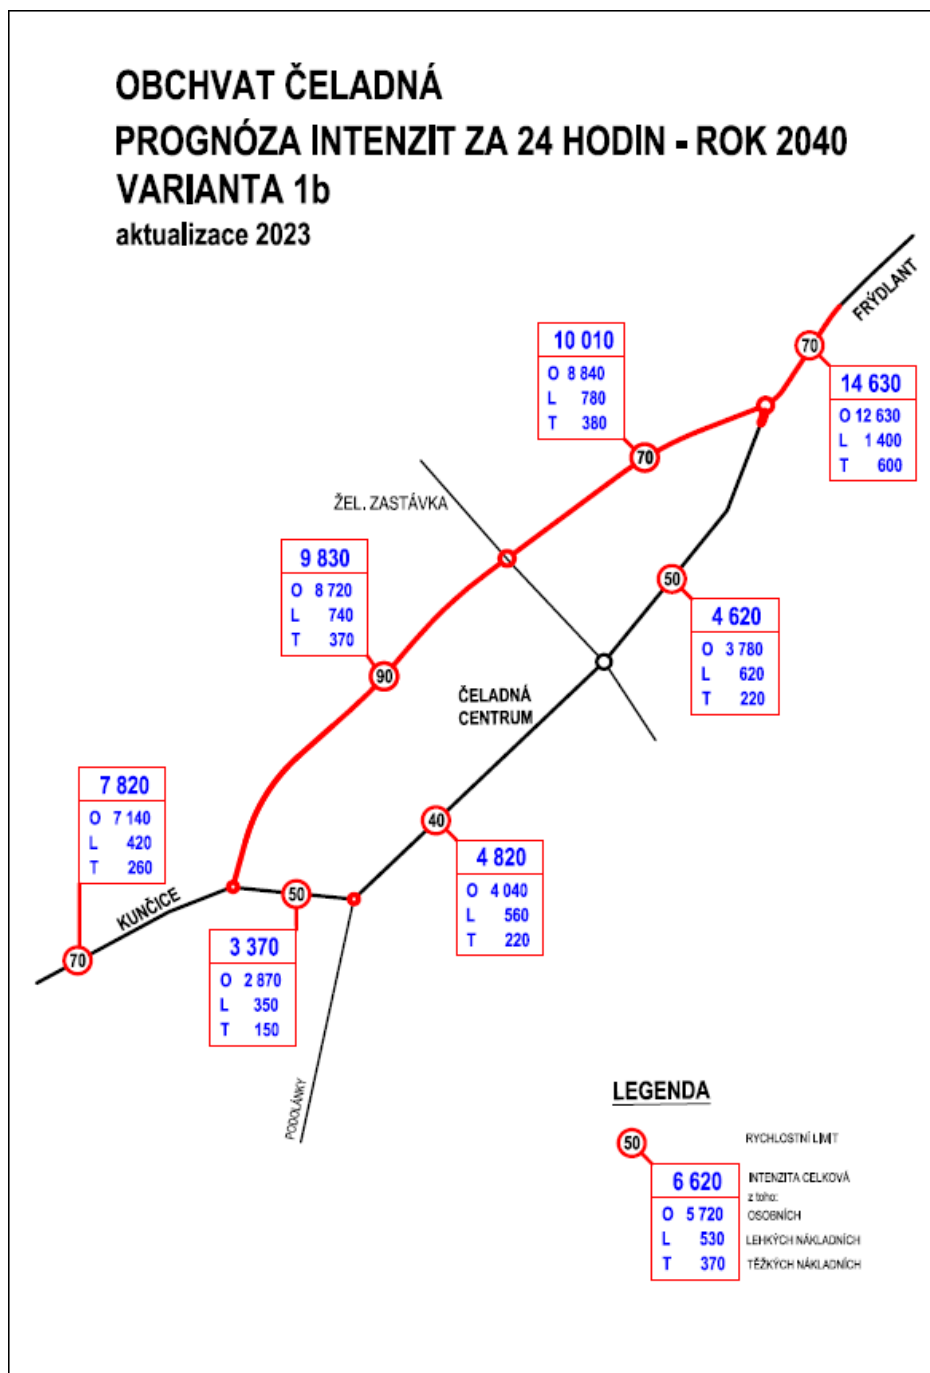 OBCHVAT ČELADNÁ
PROGNÓZA INTENZIT ZA 24 HODIN - ROK 2040
VARIANTA 1b
aktualizace 2023
FRÝDLANT
70
14 630
O 12 630
L 1 400
T 600
10 010
O 8 840
L 780
T 380
70
ŽEL. ZASTÁVKA
9 830
O 8 720
L 740
T 370
90
50
4 620
O 3 780
L 620
T 220
ČELADNÁ
CENTRUM
7 820
O 7 140
L 420
T 260
70
KUNČICE
40
4 820
O 4 040
L 560
T 220
50
3 370
O 2 870
L 350
T 150
PODOLÁNKY
LEGENDA
50
RYCHLOSTNÍ LIMIT
6 620
INTENZITA CELKOVÁ
z toho:
O 5 720
OSOBNÍCH
L 530
LEHKÝCH NÁKLADNÍCH
T 370
TĚŽKÝCH NÁKLADNÍCH